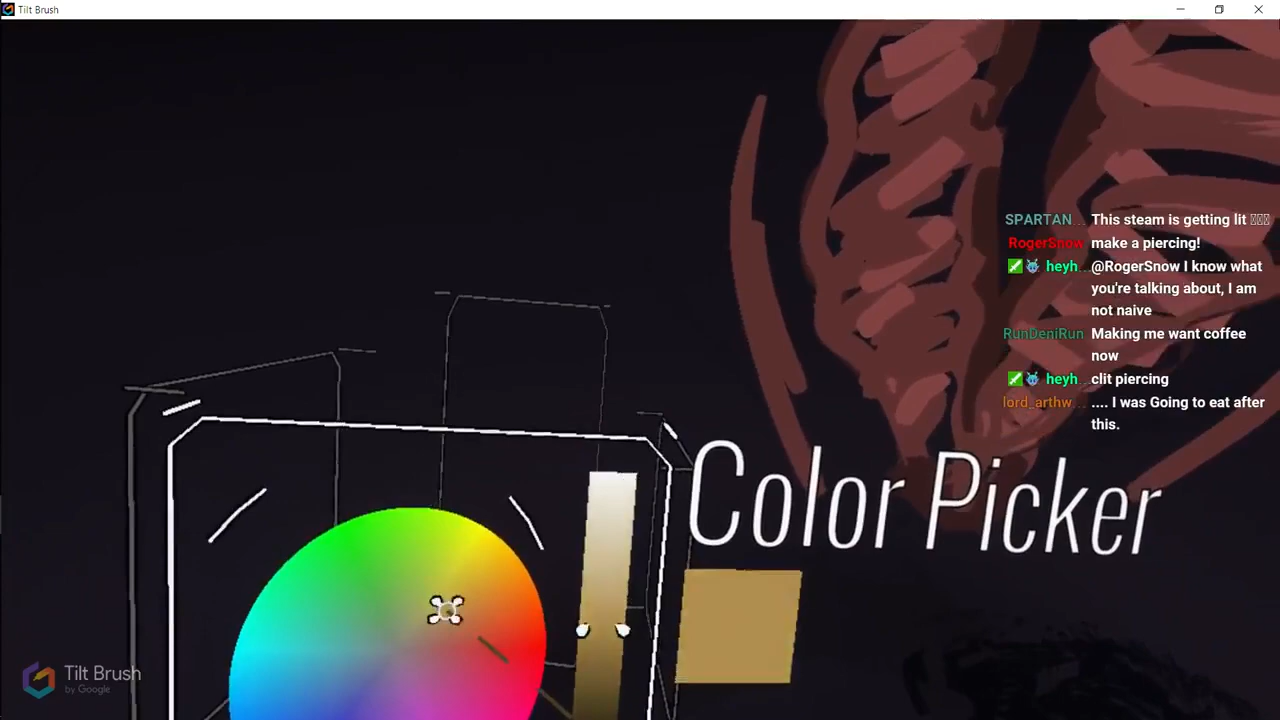 Tilt Brush
SPARTAN... This steam is getting lit
RogerSnow make a piercing!
heyh... @RogerSnow I know what
you're talking about, I am
not naive
RunDeniRun Making me want coffee
now
heyh... clit piercing
lord_arthw... .... I was Going to eat after
this.
Color Picker
Tilt Brush
by Google